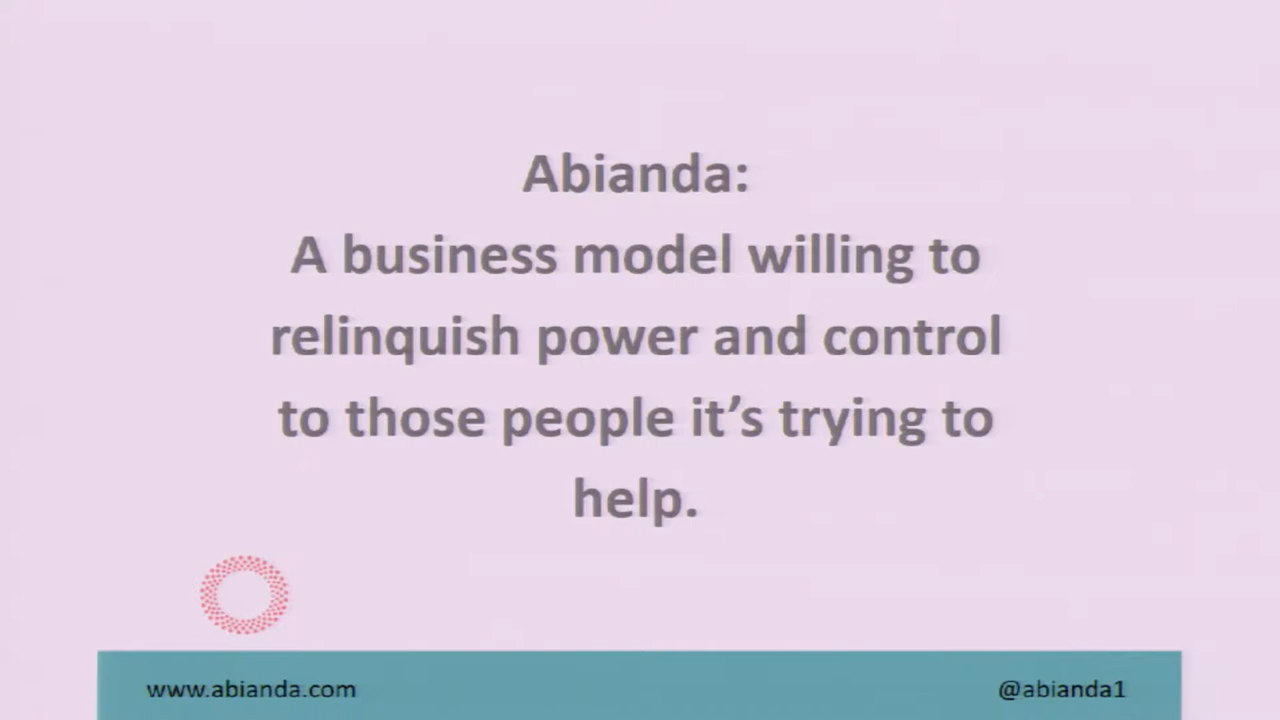 Abianda:
A business model willing to
relinquish power and control
to those people it’s trying to
help.
www.abianda.com
@abianda1